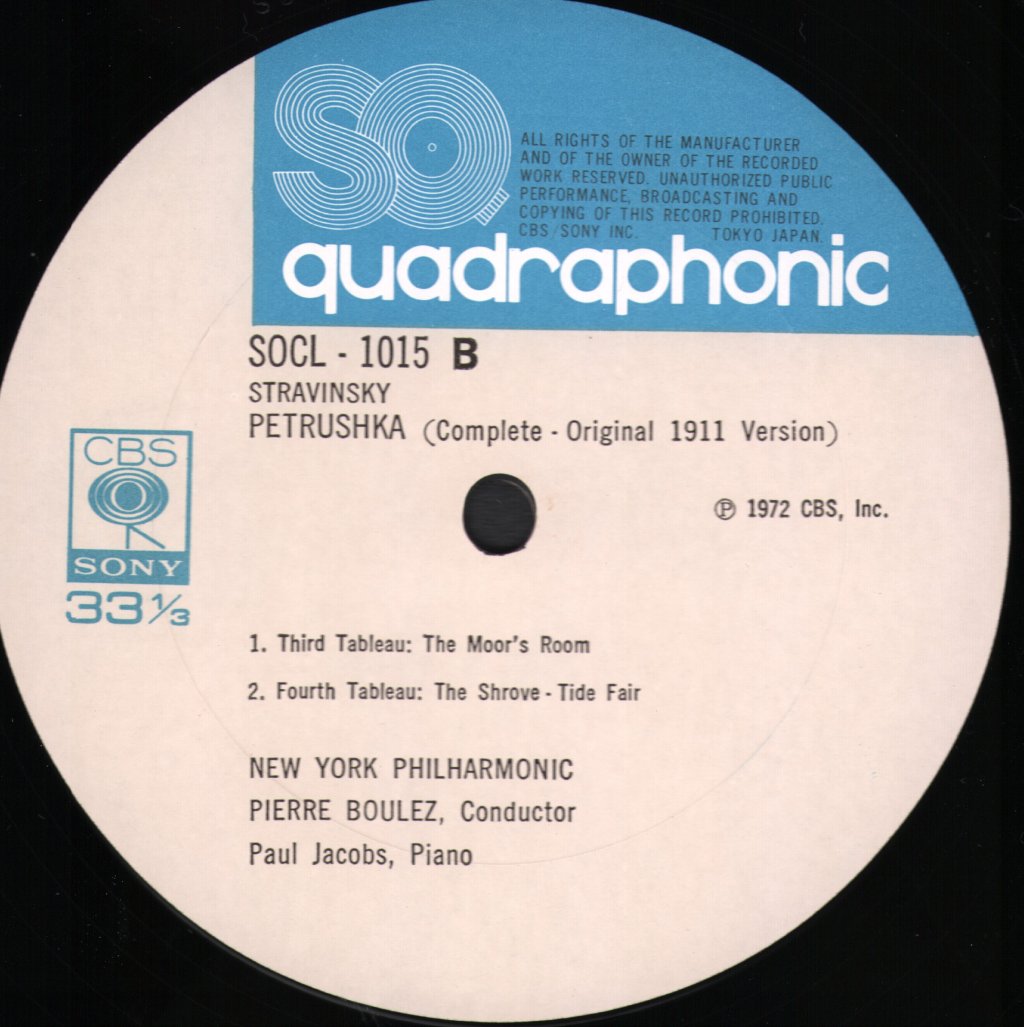 SQ
ALL RIGHTS OF THE MANUFACTURER
AND OF THE OWNER OF THE RECORDED
WORK RESERVED. UNAUTHORIZED PUBLIC
PERFORMANCE, BROADCASTING AND
COPYING OF THIS RECORD PROHIBITED.
CBS/SONY INC. TOKYO JAPAN.
quadraphonic
SOCL - 1015 B
STRAVINSKY
PETRUSHKA (Complete - Original 1911 Version)
CBS
SONY
33 1/3
℗ 1972 CBS, Inc.
1. Third Tableau: The Moor's Room
2. Fourth Tableau: The Shrove - Tide Fair
NEW YORK PHILHARMONIC
PIERRE BOULEZ, Conductor
Paul Jacobs, Piano